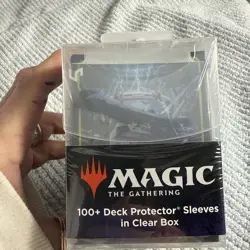 MAGIC
THE GATHERING
100+ Deck Protector® Sleeves
in Clear Box